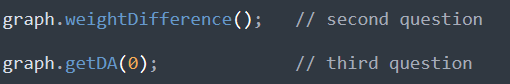 graph.weightDifference();   // second question
graph.getDA(0);             // third question